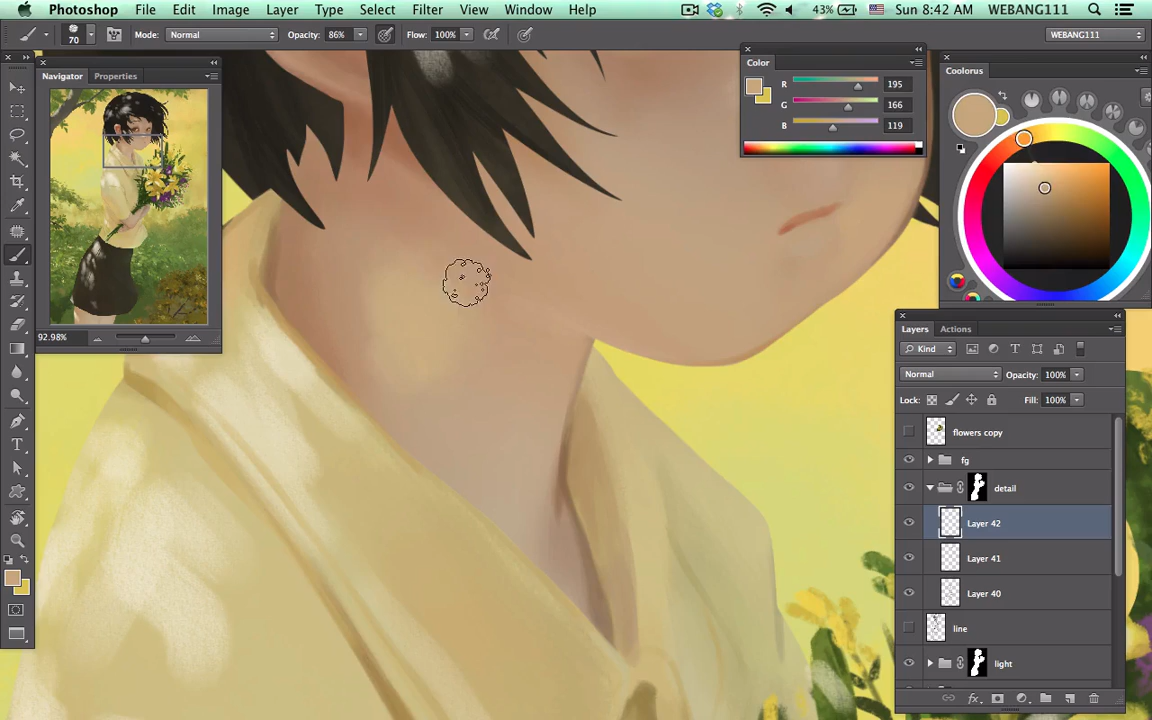 Photoshop File Edit Image Layer Type Select Filter View Window Help 43% Sun 8:42 AM WEBANG111
70 Mode: Normal Opacity: 86% Flow: 100% WEBANG111
Navigator Properties
92.98%
Color
R 195
G 166
B 119
Coolorus
Layers Actions
Kind T
Normal Opacity: 100%
Lock: Fill: 100%
flowers copy
fg
detail
Layer 42
Layer 41
Layer 40
line
light
fx
T